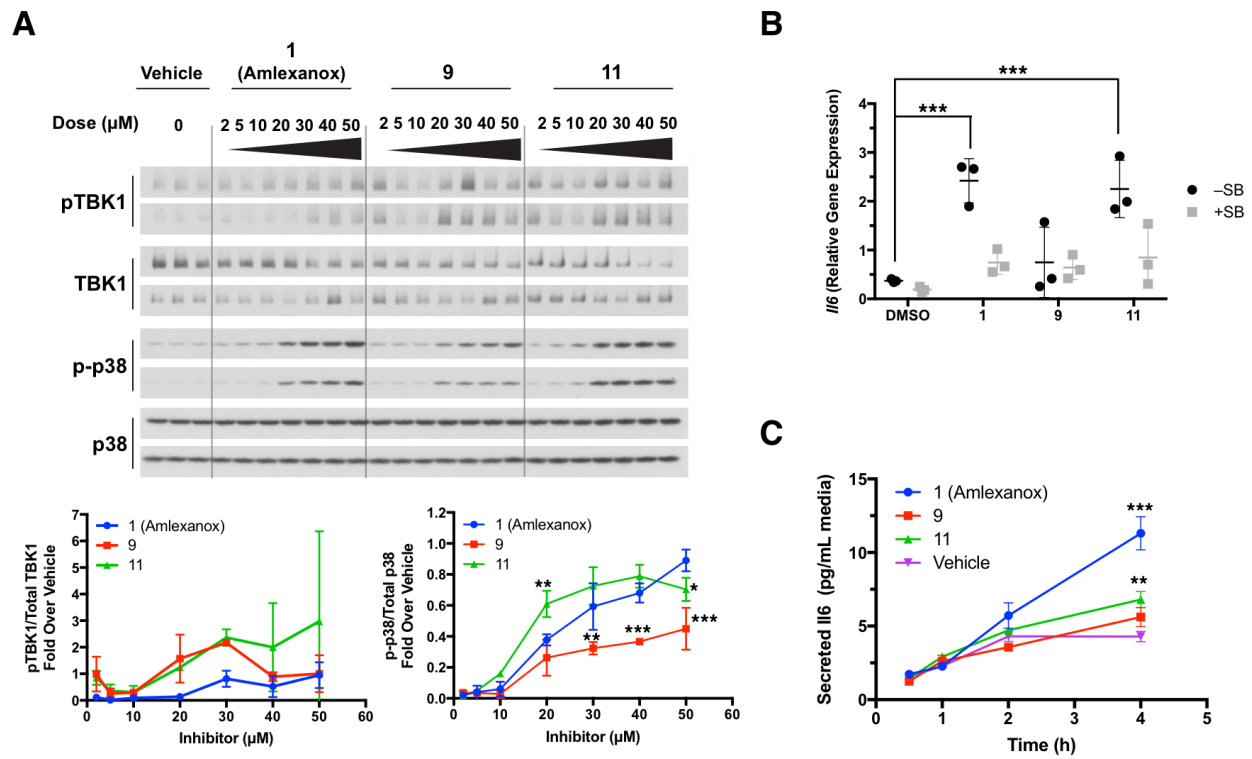 A
1
(Amlexanox)
Vehicle
9
11
Dose (µM)
0
2 5 10 20 30 40 50
2 5 10 20 30 40 50
2 5 10 20 30 40 50
pTBK1
TBK1
p-p38
p38
pTBK1/Total TBK1
Fold Over Vehicle
7
6
5
4
3
2
1
0
1 (Amlexanox)
9
11
0 10 20 30 40 50 60
Inhibitor (µM)
p-p38/Total p38
Fold Over Vehicle
1.2
1.0
0.8
0.6
0.4
0.2
0.0
1 (Amlexanox)
9
11
**
**
***
*
***
0 10 20 30 40 50 60
Inhibitor (µM)
B
Il6 (Relative Gene Expression)
4
3
2
1
0
***
***
–SB
+SB
DMSO 1 9 11
C
Secreted Il6 (pg/mL media)
15
10
5
0
1 (Amlexanox)
9
11
Vehicle
***
**
0 1 2 3 4 5
Time (h)